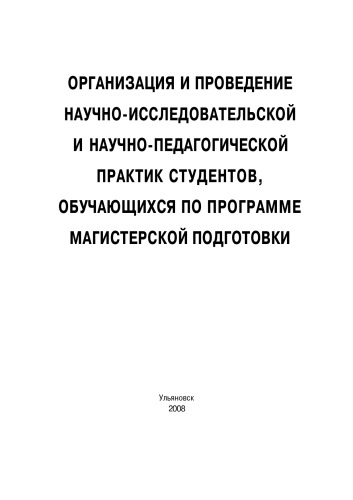 ОРГАНИЗАЦИЯ И ПРОВЕДЕНИЕ
НАУЧНО-ИССЛЕДОВАТЕЛЬСКОЙ
И НАУЧНО-ПЕДАГОГИЧЕСКОЙ
ПРАКТИК СТУДЕНТОВ,
ОБУЧАЮЩИХСЯ ПО ПРОГРАММЕ
МАГИСТЕРСКОЙ ПОДГОТОВКИ
Ульяновск
2008